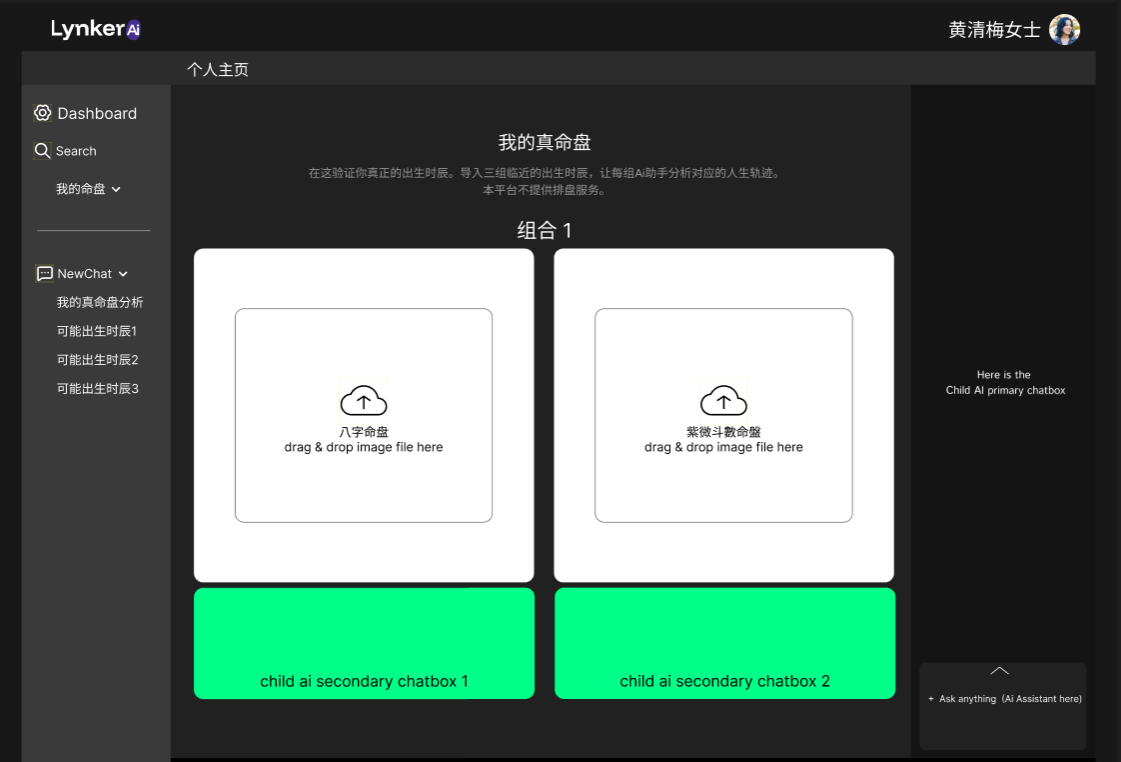 LynkerAi
黄清梅女士
个人主页
Dashboard
Search
我的命盘
NewChat
我的真命盘分析
可能出生时辰1
可能出生时辰2
可能出生时辰3
我的真命盘
在这验证你真正的出生时辰。导入三组临近的出生时辰，让每组Ai助手分析对应的人生轨迹。
本平台不提供排盘服务。
组合 1
八字命盘
drag & drop image file here
紫微斗數命盤
drag & drop image file here
child ai secondary chatbox 1
child ai secondary chatbox 2
Here is the
Child AI primary chatbox
+ Ask anything (Ai Assistant here)